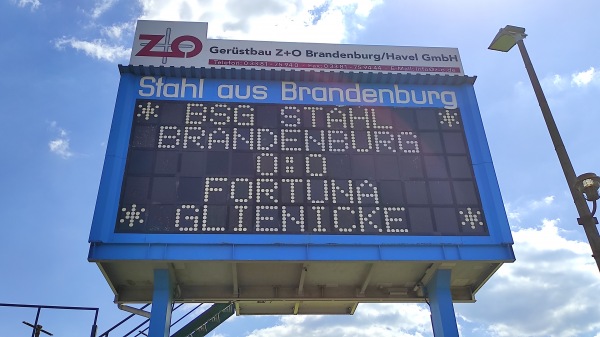 Z+O
Gerüstbau Z+O Brandenburg/Havel GmbH
Stahl aus Brandenburg
* BSG STAHL *
BRANDENBURG
0:0
FORTUNA
* GLIENICKE *